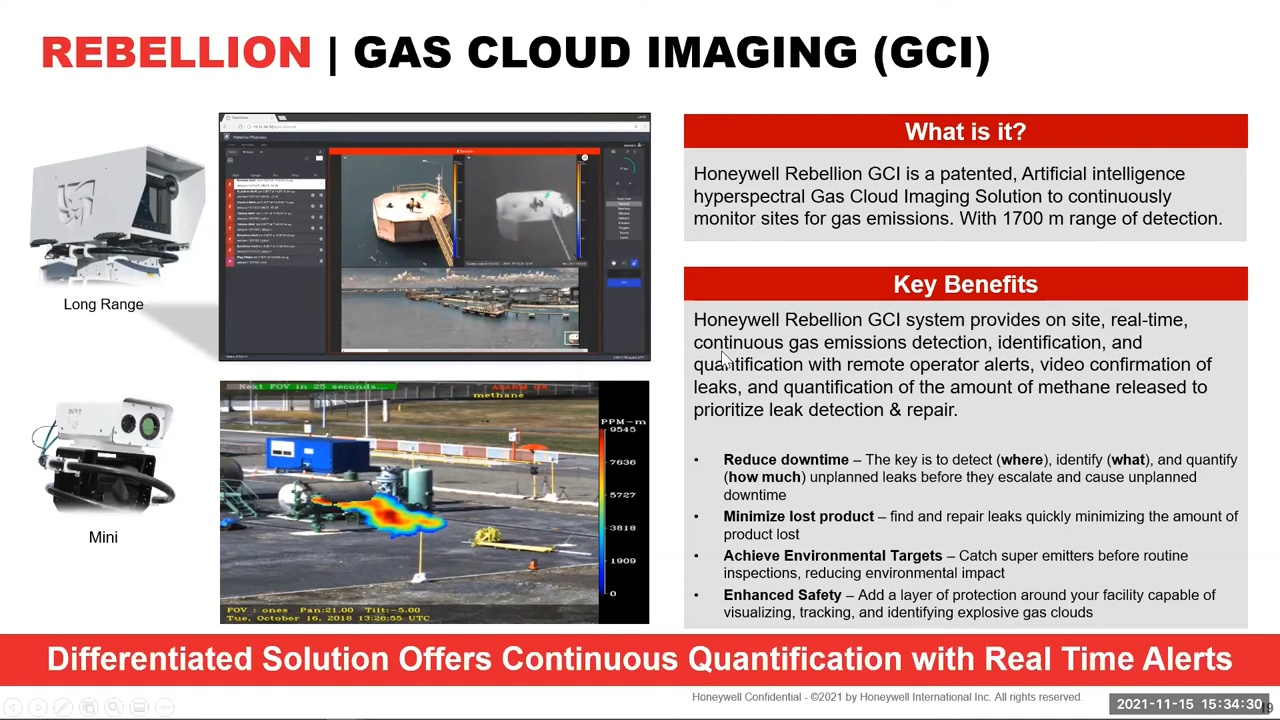 REBELLION | GAS CLOUD IMAGING (GCI)
Long Range
Mini
Next FOV in 25 seconds...
ALARM ON
methane
PPM-m
9545
7636
5727
3818
1909
0
FOV : ones Pan:21.00 Tilt:-5.00
Tue, October 16, 2018 13:26:55 UTC
What is it?
Honeywell Rebellion GCI is a patented, Artificial Intelligence
hyperspectral Gas Cloud Imaging Solution to continuously
monitor sites for gas emissions with 1700 m range of detection.
Key Benefits
Honeywell Rebellion GCI system provides on site, real-time,
continuous gas emissions detection, identification, and
quantification with remote operator alerts, video confirmation of
leaks, and quantification of the amount of methane released to
prioritize leak detection & repair.
• Reduce downtime – The key is to detect (where), identify (what), and quantify
(how much) unplanned leaks before they escalate and cause unplanned
downtime
• Minimize lost product – find and repair leaks quickly minimizing the amount of
product lost
• Achieve Environmental Targets – Catch super emitters before routine
inspections, reducing environmental impact
• Enhanced Safety – Add a layer of protection around your facility capable of
visualizing, tracking, and identifying explosive gas clouds
Differentiated Solution Offers Continuous Quantification with Real Time Alerts
Honeywell Confidential - ©2021 by Honeywell International Inc. All rights reserved.
2021-11-15 15:34:30
19